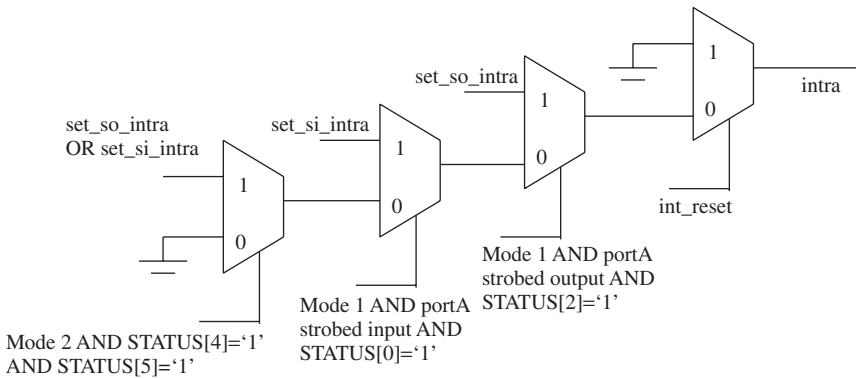 1
0
intra
int_reset
set_so_intra
1
0
Mode 1 AND portA
strobed output AND
STATUS[2]=‘1’
set_si_intra
1
0
Mode 1 AND portA
strobed input AND
STATUS[0]=‘1’
set_so_intra
OR set_si_intra
1
0
Mode 2 AND STATUS[4]=‘1’
AND STATUS[5]=‘1’